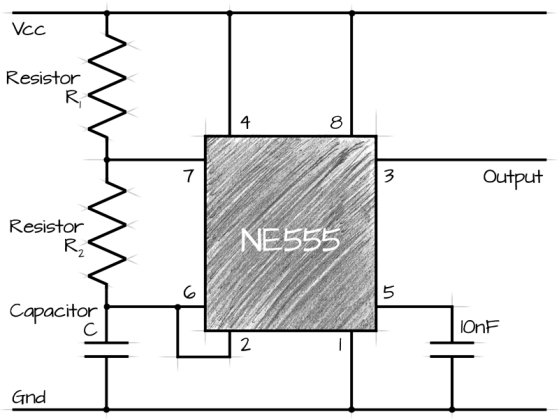 Vcc
Resistor
R1
4
8
7
3
Output
Resistor
R2
NE555
6
5
Capacitor
C
10nF
2
1
Gnd